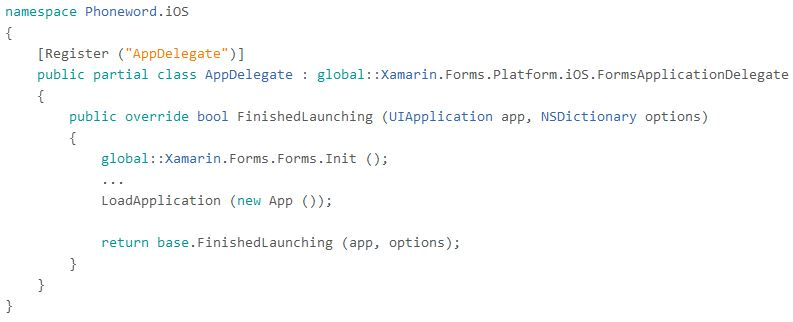 namespace Phoneword.iOS
{
    [Register ("AppDelegate")]
    public partial class AppDelegate : global::Xamarin.Forms.Platform.iOS.FormsApplicationDelegate
    {
        public override bool FinishedLaunching (UIApplication app, NSDictionary options)
        {
            global::Xamarin.Forms.Forms.Init ();
            ...
            LoadApplication (new App ());

            return base.FinishedLaunching (app, options);
        }
    }
}